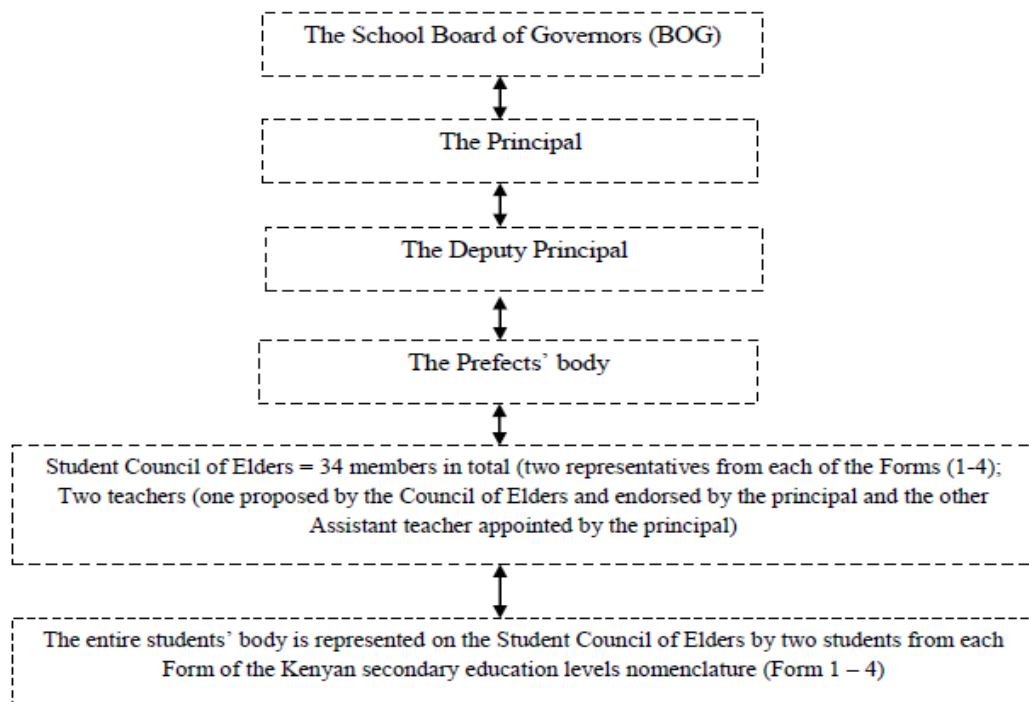 The School Board of Governors (BOG)
The Principal
The Deputy Principal
The Prefects’ body
Student Council of Elders = 34 members in total (two representatives from each of the Forms (1-4);
Two teachers (one proposed by the Council of Elders and endorsed by the principal and the other
Assistant teacher appointed by the principal)
The entire students’ body is represented on the Student Council of Elders by two students from each
Form of the Kenyan secondary education levels nomenclature (Form 1 – 4)